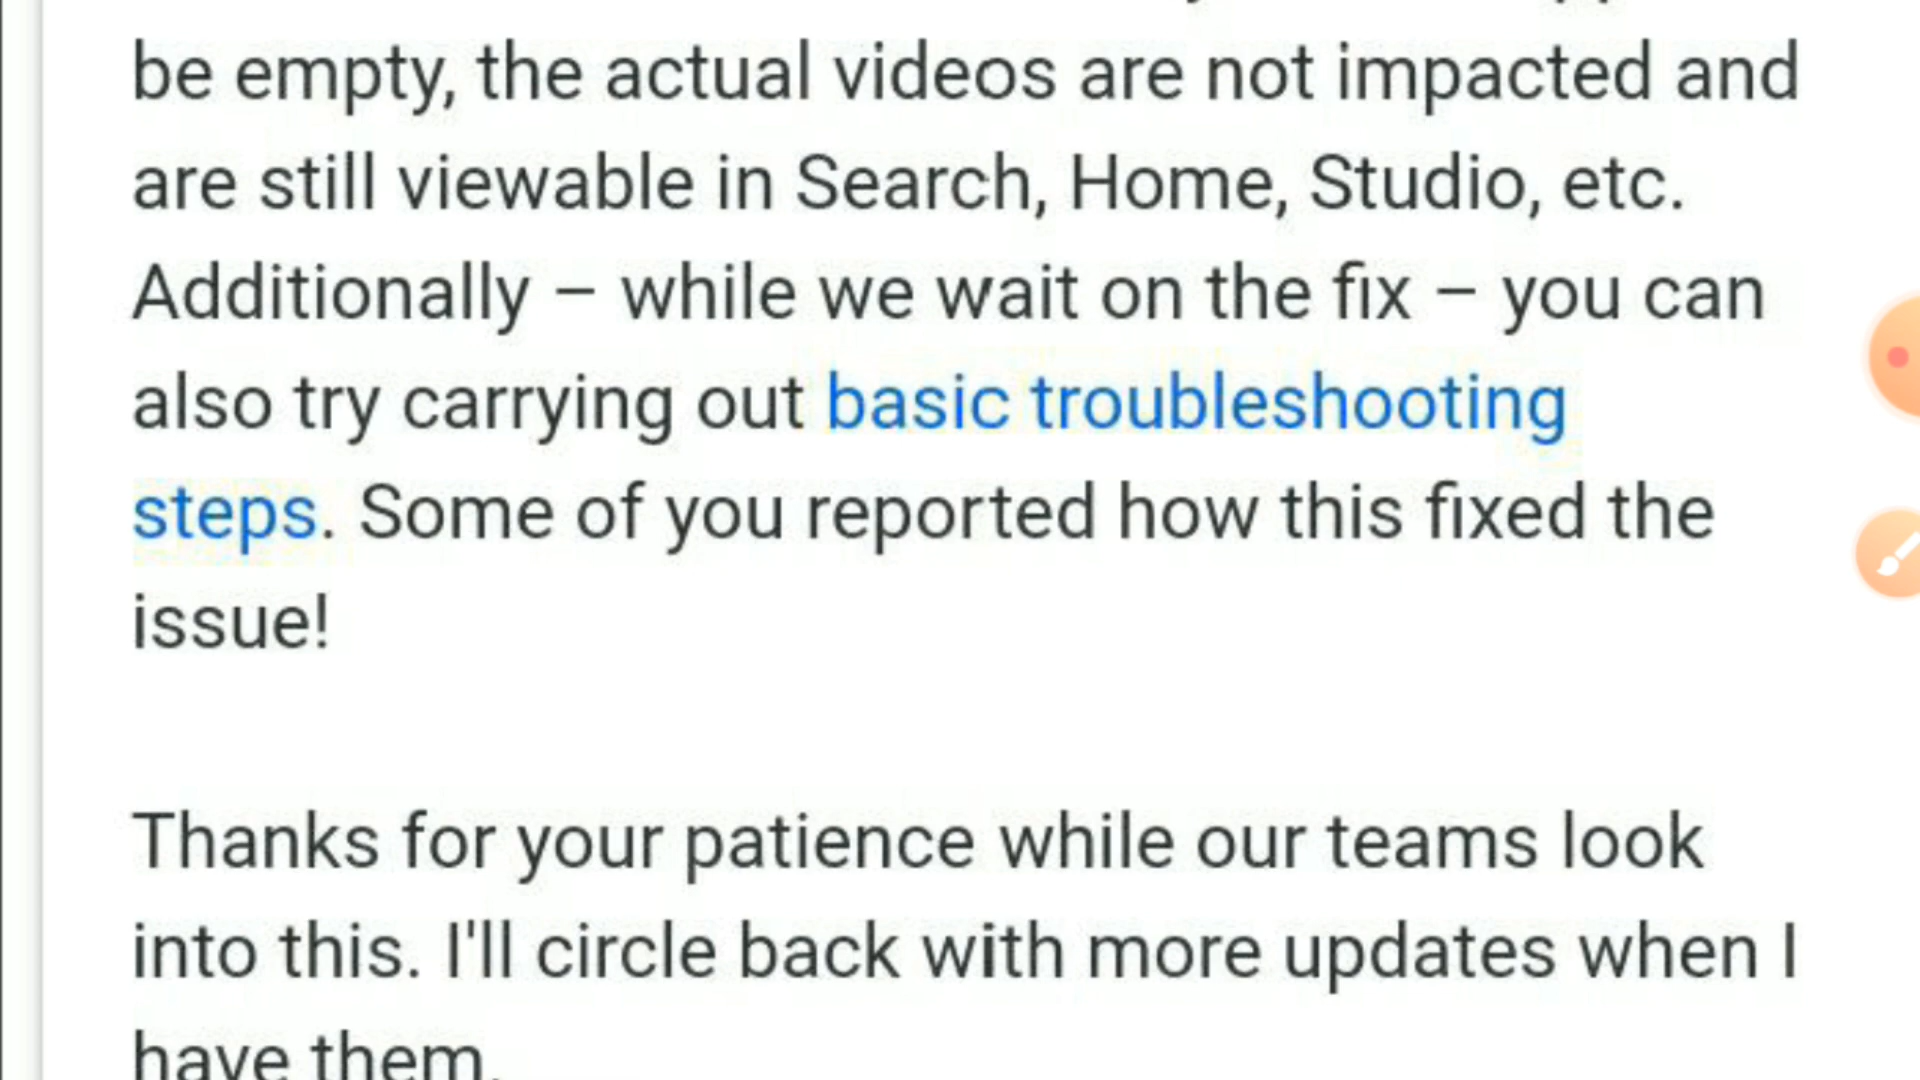 be empty, the actual videos are not impacted and
are still viewable in Search, Home, Studio, etc.
Additionally – while we wait on the fix – you can
also try carrying out basic troubleshooting
steps. Some of you reported how this fixed the
issue!
Thanks for your patience while our teams look
into this. I'll circle back with more updates when I
have them.